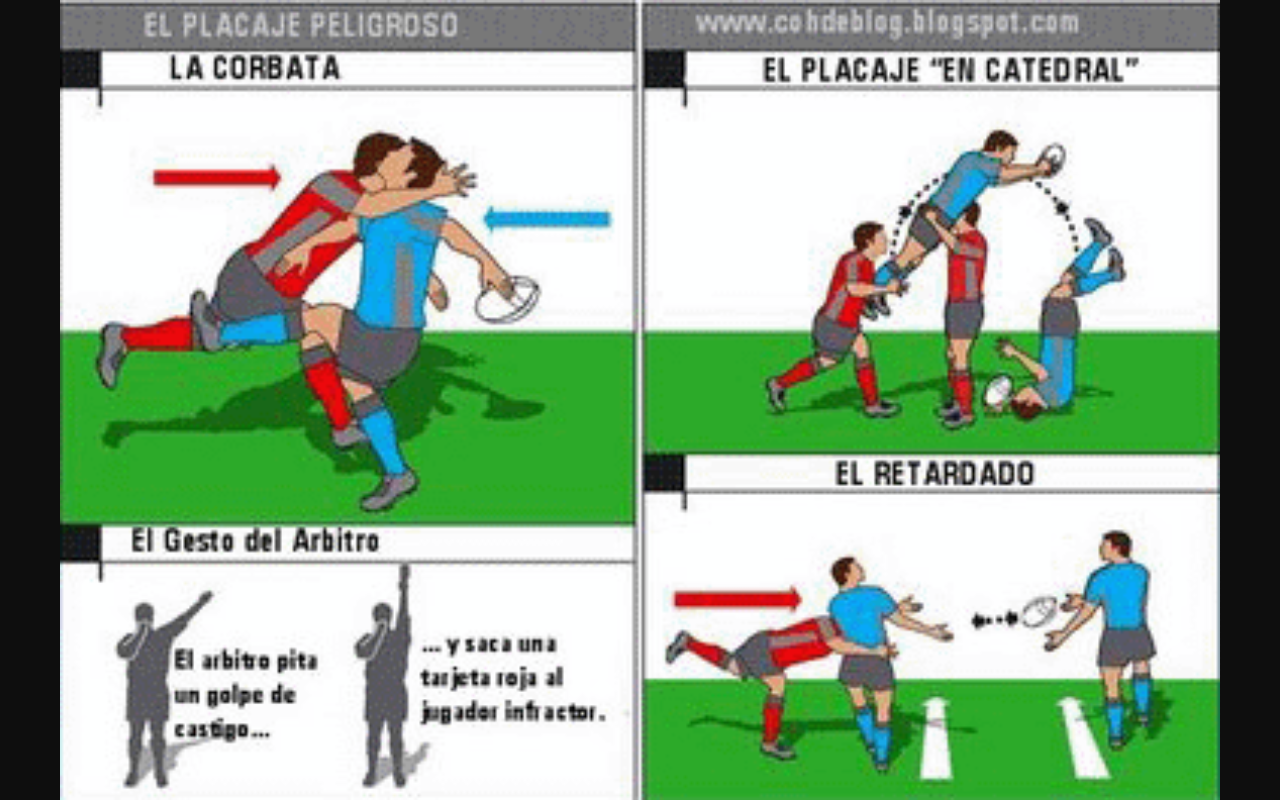 EL PLACAJE PELIGROSO
LA CORBATA
El Gesto del Arbitro
El arbitro pita
un golpe de
castigo...
... y saca una
tarjeta roja al
jugador infractor.
www.cohdeblog.blogspot.com
EL PLACAJE “EN CATEDRAL”
EL RETARDADO